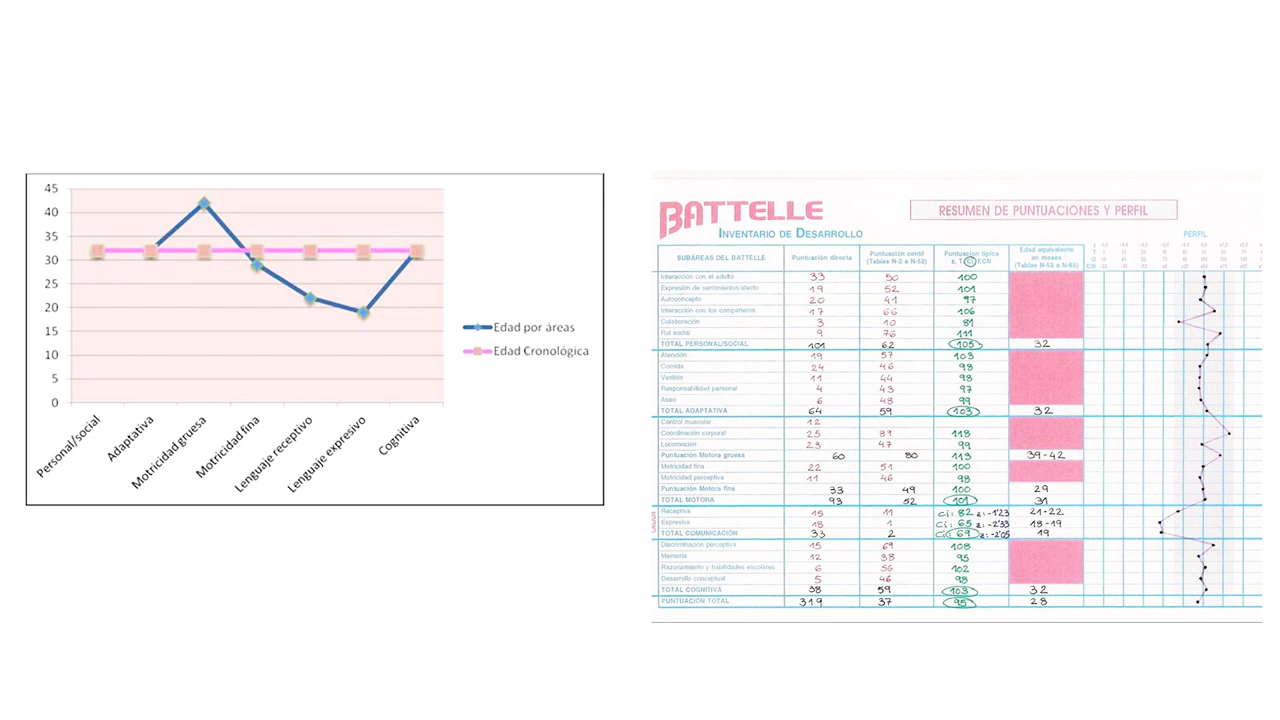 45
40
35
30
25
20
15
10
5
0
Personal/social
Adaptativa
Motricidad gruesa
Motricidad fina
Lenguaje receptivo
Lenguaje expresivo
Cognitiva
Edad por áreas
Edad Cronológica
BATTELLE
RESUMEN DE PUNTUACIONES Y PERFIL
INVENTARIO DE DESARROLLO
PERFIL
SUBÁREAS DEL BATTELLE Puntuación directa Puntuación centil (Tablas N-2 a N-52) Puntuación típica z, T, C, ECN Edad equivalente en meses
Interacción con el adulto 33 50 100
Expresión de sentimientos/afecto 19 52 101
Autoconcepto 20 41 97
Interacción con los compañeros 17 66 106
Colaboración 3 10 81
Rol social 9 76 111
TOTAL PERSONAL/SOCIAL 101 62 105 32
Atención 19 57 103
Comida 24 46 98
Vestido 11 44 98
Responsabilidad personal 4 43 97
Aseo 6 48 99
TOTAL ADAPTATIVA 64 59 103 32
Control muscular 12
Coordinación corporal 25 89 118
Locomoción 23 47 99
Puntuación Motora gruesa 60 80 113 39-42
Motricidad fina 22 51 100
Motricidad perceptiva 11 46 98
Puntuación Motora fina 33 49 100 29
TOTAL MOTORA 93 52 101 31
Receptiva 15 11 Ci: 82 z: -1'23 21-22
Expresiva 18 1 Ci: 65 z: -2'33 18-19
TOTAL COMUNICACIÓN 33 2 Ci: 69 z: -2'05 19
Discriminación perceptiva 15 69 108
Memoria 12 38 95
Razonamiento y habilidades escolares 6 56 102
Desarrollo conceptual 5 46 98
TOTAL COGNITIVA 38 59 103 32
PUNTUACIÓN TOTAL 319 37 95 28